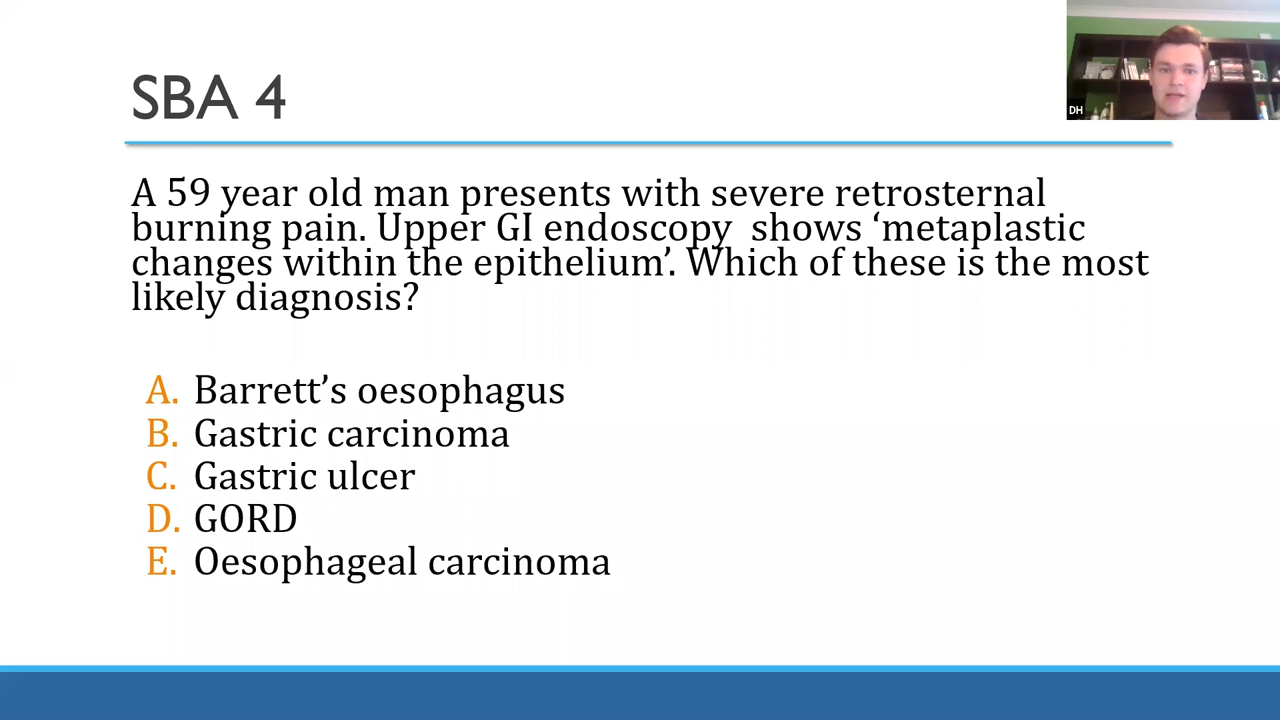 SBA 4
DH
A 59 year old man presents with severe retrosternal
burning pain. Upper GI endoscopy  shows ‘metaplastic
changes within the epithelium’. Which of these is the most
likely diagnosis?
A. Barrett’s oesophagus
B. Gastric carcinoma
C. Gastric ulcer
D. GORD
E. Oesophageal carcinoma